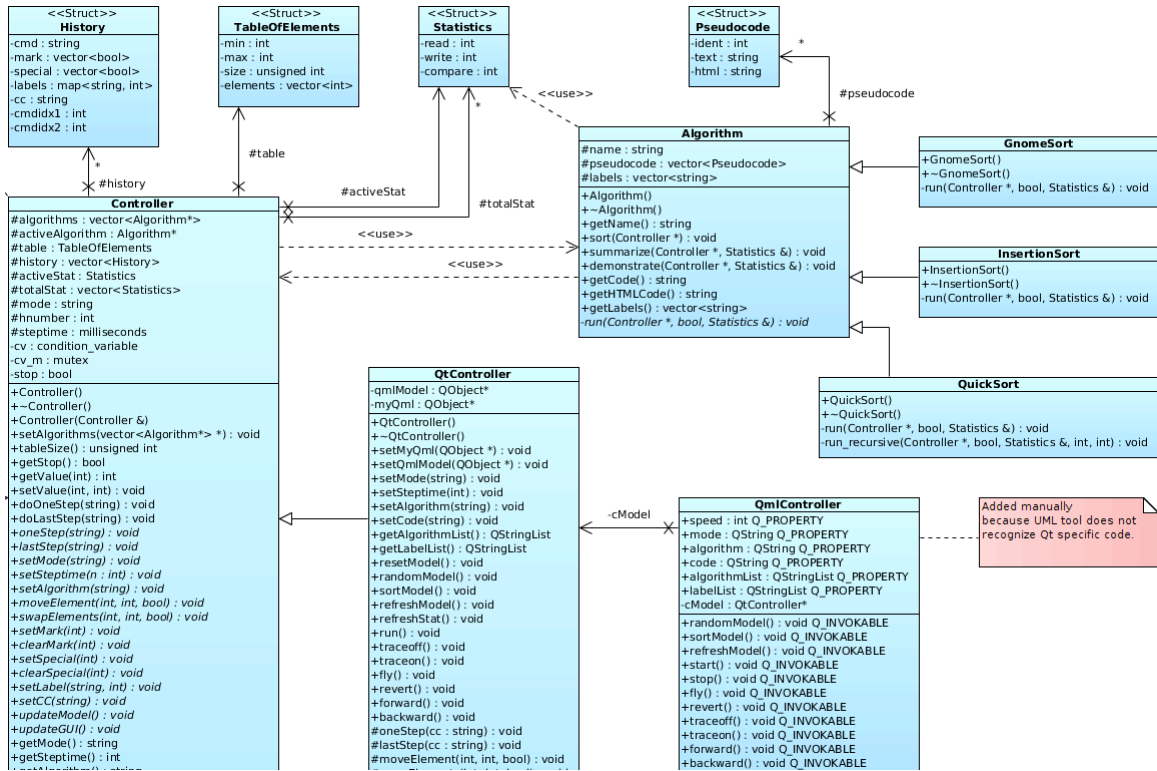 <<Struct>>
History
-cmd : string
-mark : vector<bool>
-special : vector<bool>
-labels : map<string, int>
-cc : string
-cmdidx1 : int
-cmdidx2 : int
<<Struct>>
TableOfElements
-min : int
-max : int
-size : unsigned int
-elements : vector<int>
<<Struct>>
Statistics
-read : int
-write : int
-compare : int
<<Struct>>
Pseudocode
-ident : int
-text : string
-html : string
*
#history
#table
#activeStat
*
#totalStat
<<use>>
*
#pseudocode
<<use>>
<<use>>
Controller
#algorithms : vector<Algorithm*>
#activeAlgorithm : Algorithm*
#table : TableOfElements
#history : vector<History>
#activeStat : Statistics
#totalStat : vector<Statistics>
#mode : string
#hnumber : int
#steptime : milliseconds
-cv : condition_variable
-cv_m : mutex
-stop : bool
+Controller()
+~Controller()
+Controller(Controller &)
+setAlgorithms(vector<Algorithm*> *) : void
+tableSize() : unsigned int
+getStop() : bool
+getValue(int) : int
+setValue(int, int) : void
+doOneStep(string) : void
+doLastStep(string) : void
+oneStep(string) : void
+lastStep(string) : void
+setMode(string) : void
+setSteptime(n : int) : void
+setAlgorithm(string) : void
+moveElement(int, int, bool) : void
+swapElements(int, int, bool) : void
+setMark(int) : void
+clearMark(int) : void
+setSpecial(int) : void
+clearSpecial(int) : void
+setLabel(string, int) : void
+setCC(string) : void
+updateModel() : void
+updateGUI() : void
+getMode() : string
+getSteptime() : int
Algorithm
#name : string
#pseudocode : vector<Pseudocode>
#labels : vector<string>
+Algorithm()
+~Algorithm()
+getName() : string
+sort(Controller *) : void
+summarize(Controller *, Statistics &) : void
+demonstrate(Controller *, Statistics &) : void
+getCode() : string
+getHTMLCode() : string
+getLabels() : vector<string>
-run(Controller *, bool, Statistics &) : void
GnomeSort
+GnomeSort()
+~GnomeSort()
-run(Controller *, bool, Statistics &) : void
InsertionSort
+InsertionSort()
+~InsertionSort()
-run(Controller *, bool, Statistics &) : void
QuickSort
+QuickSort()
+~QuickSort()
-run(Controller *, bool, Statistics &) : void
-run_recursive(Controller *, bool, Statistics &, int, int) : void
QtController
-qmlModel : QObject*
-myQml : QObject*
+QtController()
+~QtController()
+setMyQml(QObject *) : void
+setQmlModel(QObject *) : void
+setMode(string) : void
+setSteptime(int) : void
+setAlgorithm(string) : void
+setCode(string) : void
+getAlgorithmList() : QStringList
+getLabelList() : QStringList
+resetModel() : void
+randomModel() : void
+sortModel() : void
+refreshModel() : void
+refreshStat() : void
+run() : void
+traceoff() : void
+traceon() : void
+fly() : void
+revert() : void
+forward() : void
+backward() : void
#oneStep(cc : string) : void
#lastStep(cc : string) : void
#moveElement(int, int, bool) : void
-cModel
QmlController
+speed : int Q_PROPERTY
+mode : QString Q_PROPERTY
+algorithm : QString Q_PROPERTY
+code : QString Q_PROPERTY
+algorithmList : QStringList Q_PROPERTY
+labelList : QStringList Q_PROPERTY
-cModel : QtController*
+randomModel() : void Q_INVOKABLE
+sortModel() : void Q_INVOKABLE
+refreshModel() : void Q_INVOKABLE
+start() : void Q_INVOKABLE
+stop() : void Q_INVOKABLE
+fly() : void Q_INVOKABLE
+revert() : void Q_INVOKABLE
+traceoff() : void Q_INVOKABLE
+traceon() : void Q_INVOKABLE
+forward() : void Q_INVOKABLE
+backward() : void Q_INVOKABLE
Added manually
because UML tool does not
recognize Qt specific code.